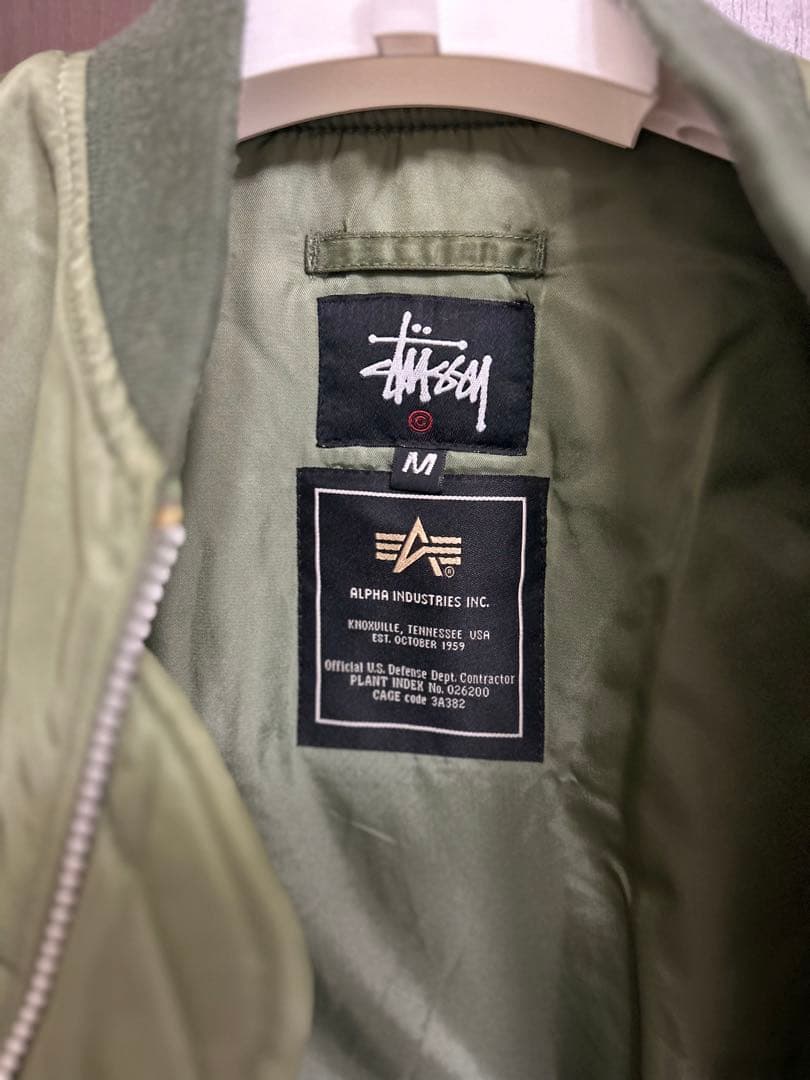 Stüssy
©
M
®
ALPHA INDUSTRIES INC.
KNOXVILLE, TENNESSEE USA
EST. OCTOBER 1959
Official U.S. Defense Dept. Contractor
PLANT INDEX No. 026200
CAGE code 3A382